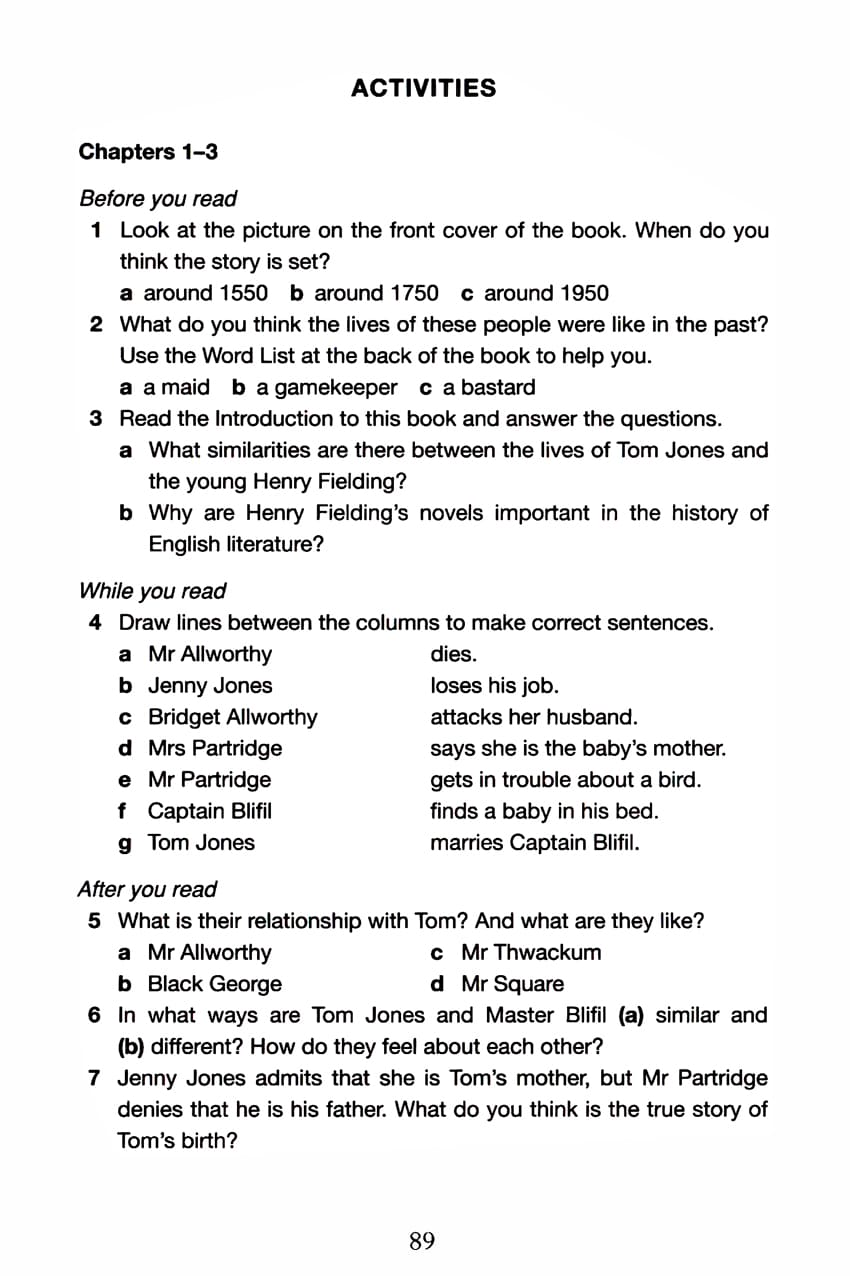 ACTIVITIES
Chapters 1–3
Before you read
1 Look at the picture on the front cover of the book. When do you
think the story is set?
a around 1550 b around 1750 c around 1950
2 What do you think the lives of these people were like in the past?
Use the Word List at the back of the book to help you.
a a maid b a gamekeeper c a bastard
3 Read the Introduction to this book and answer the questions.
a What similarities are there between the lives of Tom Jones and
the young Henry Fielding?
b Why are Henry Fielding's novels important in the history of
English literature?
While you read
4 Draw lines between the columns to make correct sentences.
a Mr Allworthy dies.
b Jenny Jones loses his job.
c Bridget Allworthy attacks her husband.
d Mrs Partridge says she is the baby's mother.
e Mr Partridge gets in trouble about a bird.
f Captain Blifil finds a baby in his bed.
g Tom Jones marries Captain Blifil.
After you read
5 What is their relationship with Tom? And what are they like?
a Mr Allworthy c Mr Thwackum
b Black George d Mr Square
6 In what ways are Tom Jones and Master Blifil (a) similar and
(b) different? How do they feel about each other?
7 Jenny Jones admits that she is Tom's mother, but Mr Partridge
denies that he is his father. What do you think is the true story of
Tom's birth?
89